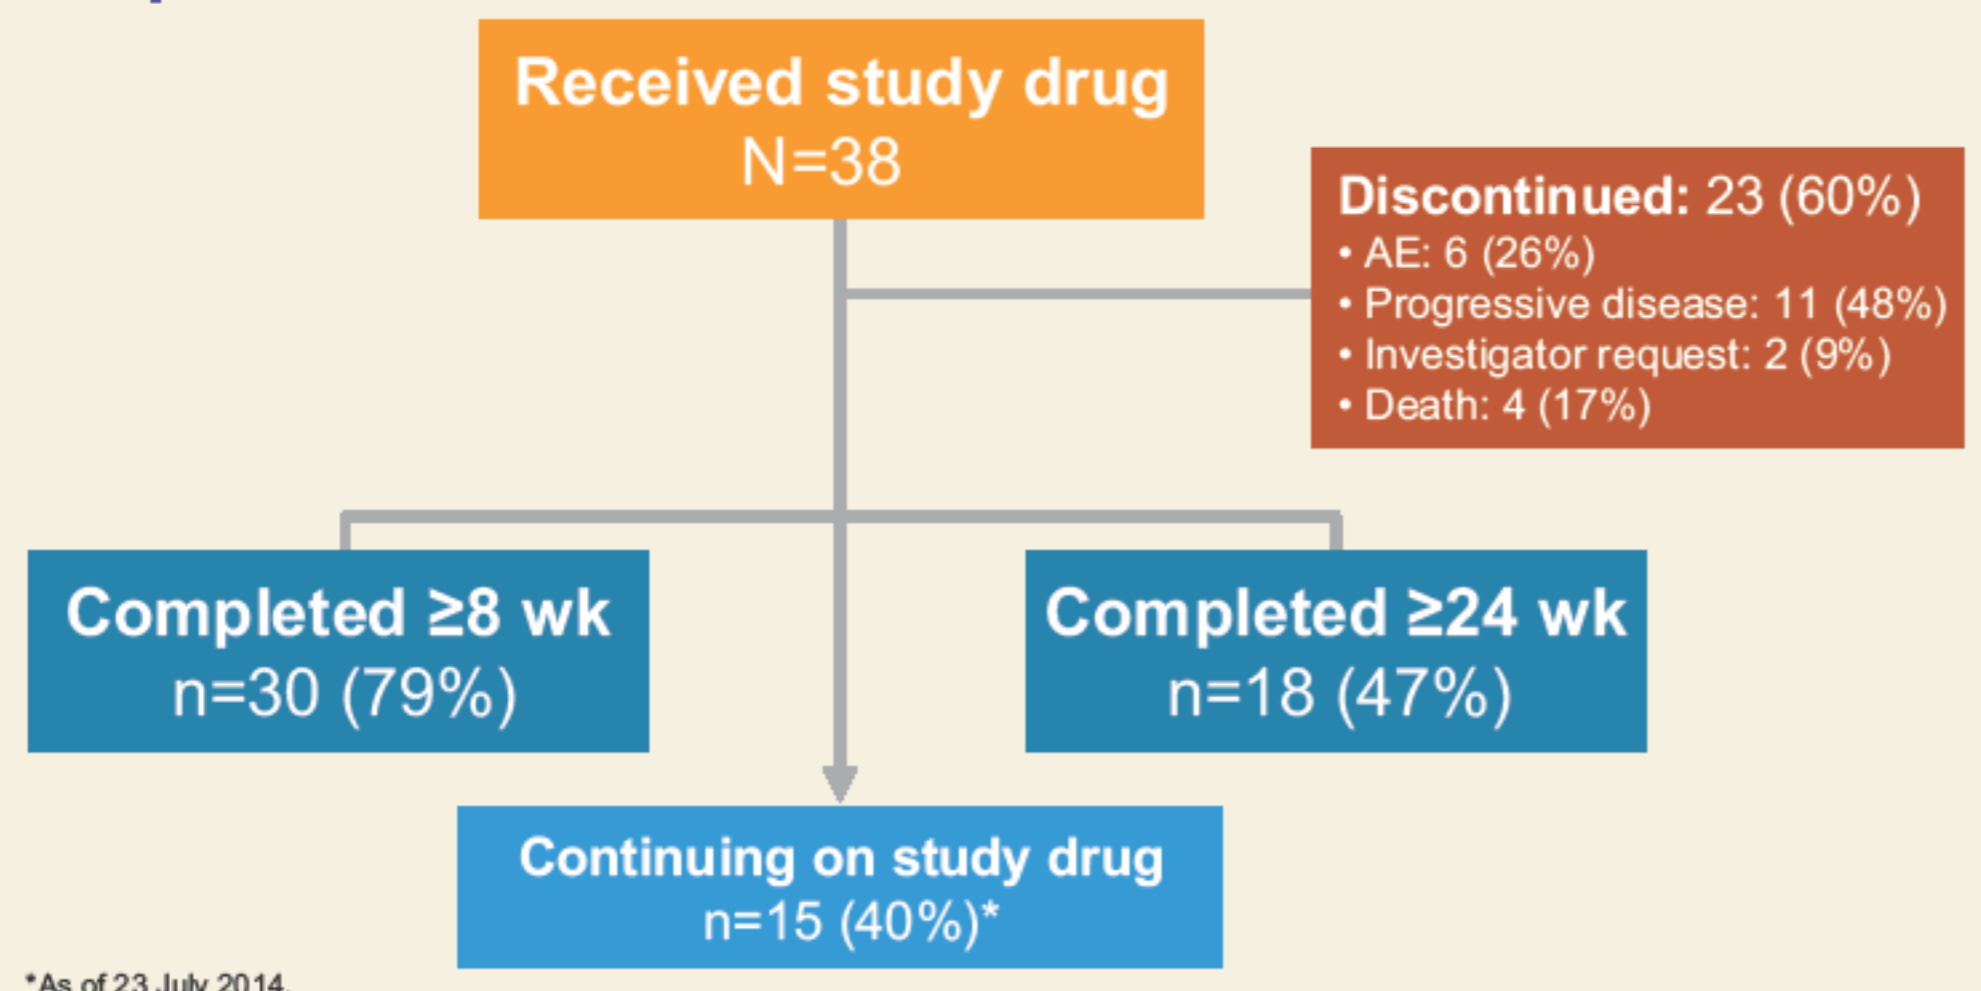 Received study drug
N=38
Discontinued: 23 (60%)
• AE: 6 (26%)
• Progressive disease: 11 (48%)
• Investigator request: 2 (9%)
• Death: 4 (17%)
Completed ≥8 wk
n=30 (79%)
Completed ≥24 wk
n=18 (47%)
Continuing on study drug
n=15 (40%)*
*As of 23 July 2014.